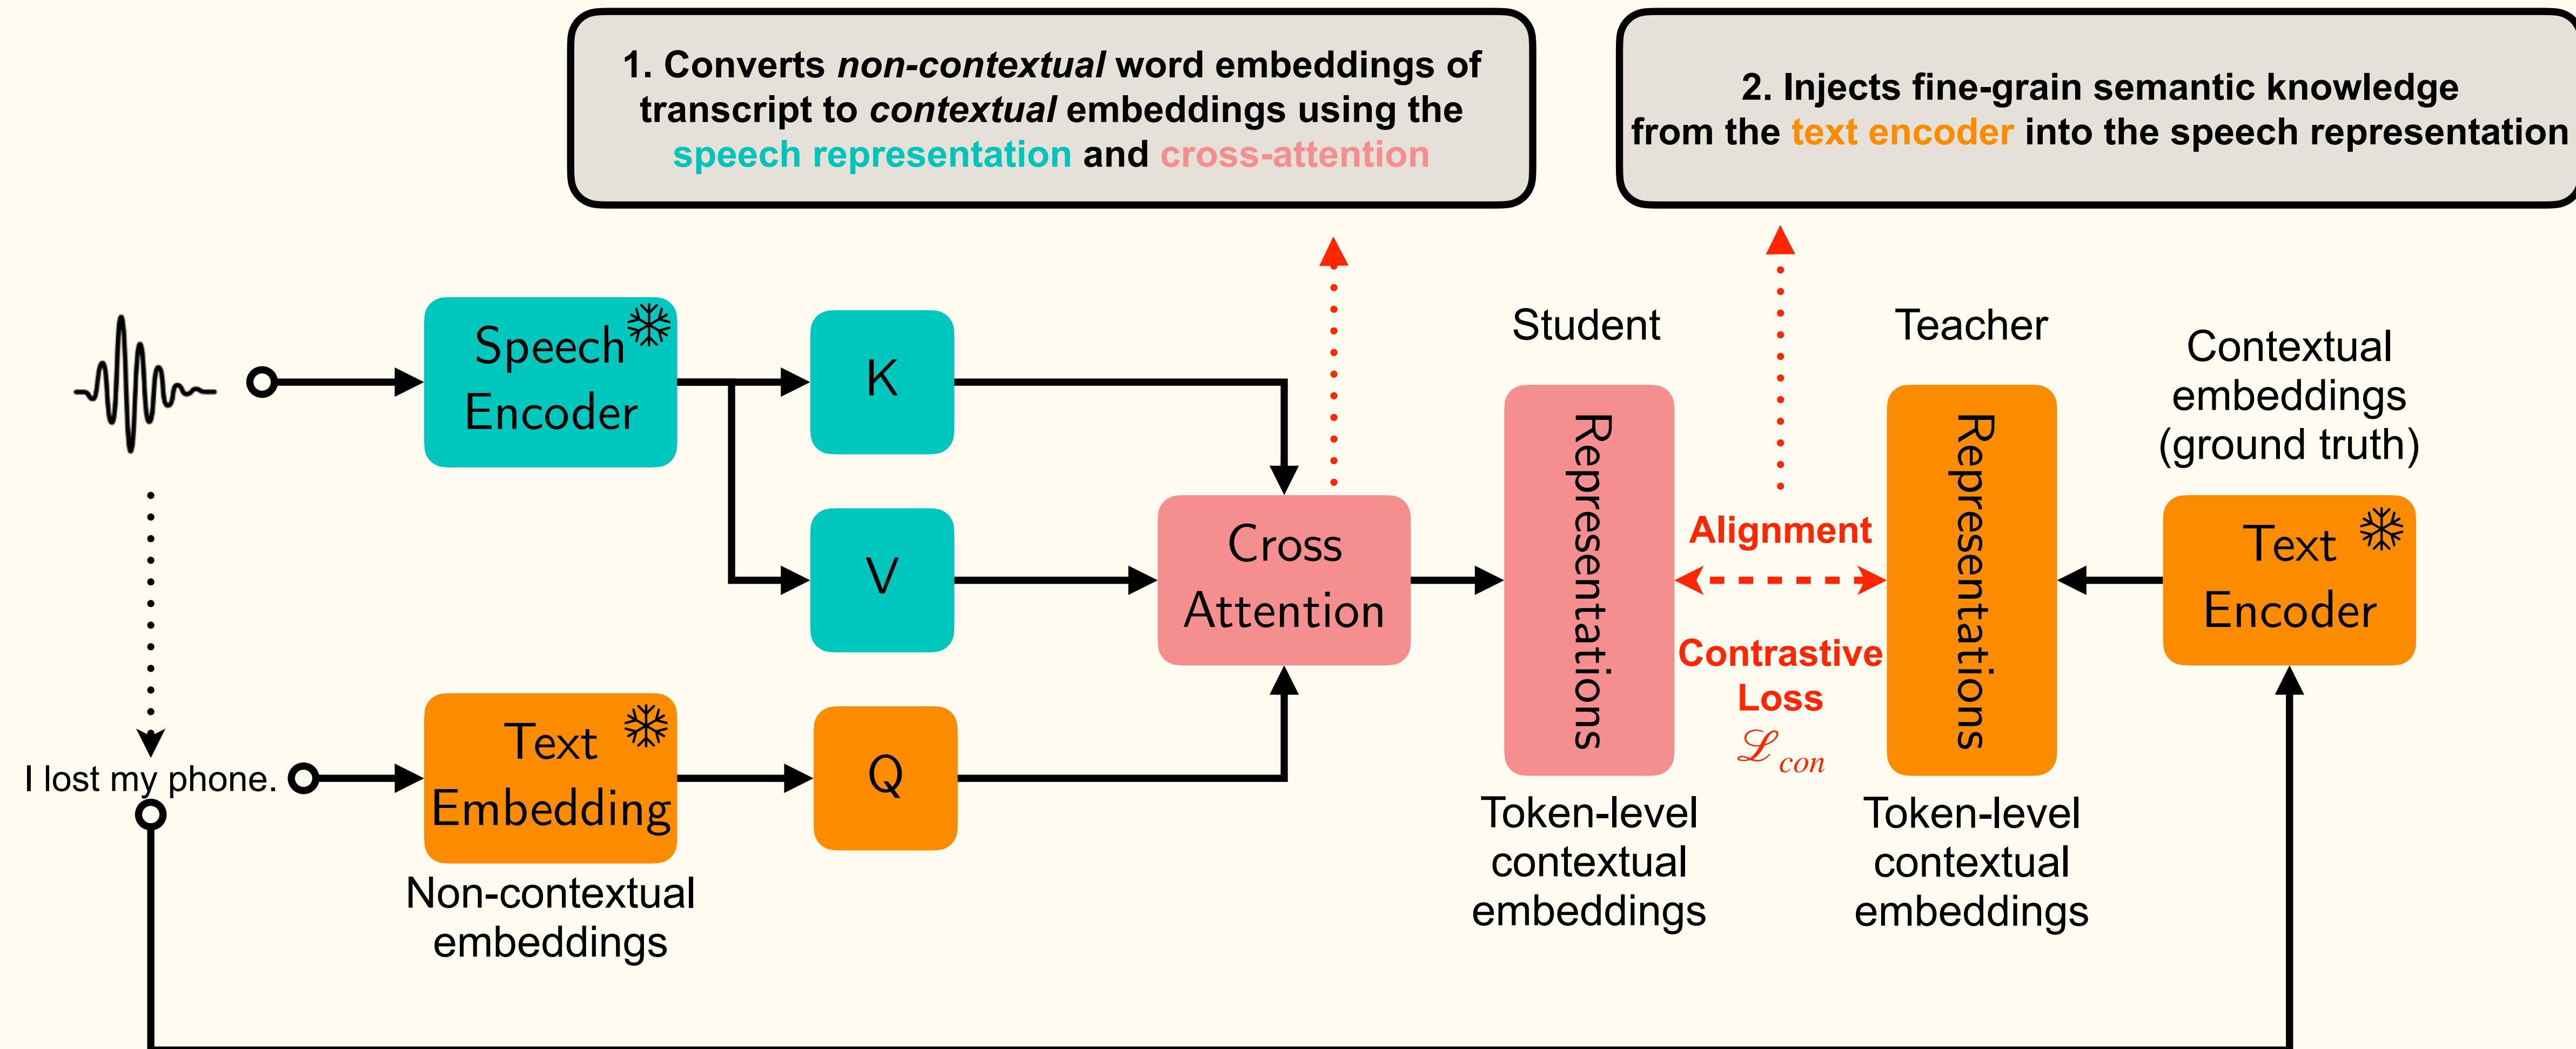 1. Converts non-contextual word embeddings of
transcript to contextual embeddings using the
speech representation and cross-attention
2. Injects fine-grain semantic knowledge
from the text encoder into the speech representation
Speech
Encoder
K
V
Cross
Attention
Student
Representations
Token-level
contextual
embeddings
Alignment
Contrastive
Loss
ℒ con
Teacher
Representations
Token-level
contextual
embeddings
Contextual
embeddings
(ground truth)
Text
Encoder
I lost my phone.
Text
Embedding
Non-contextual
embeddings
Q